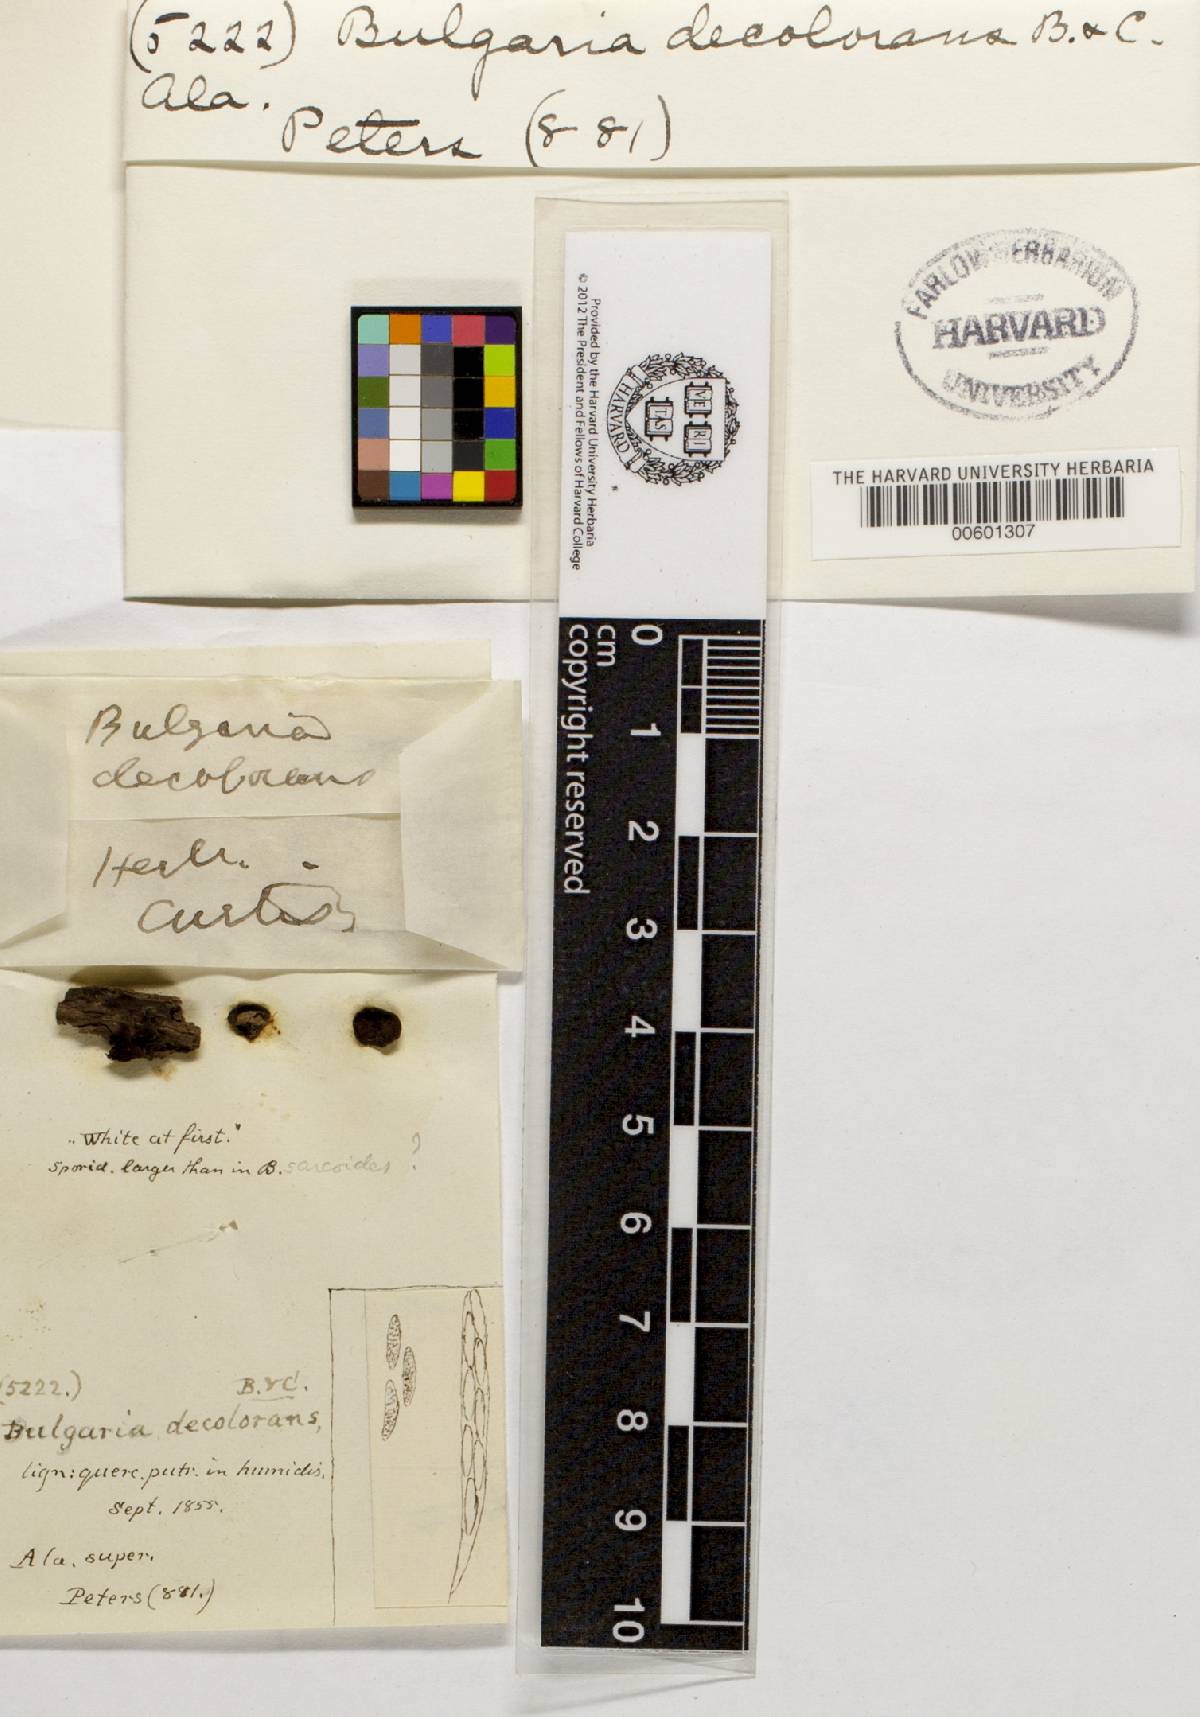 (5222) Bulgaria decolorans B. & C.
Ala.
Peters (881)
FARLOW HERBARIUM
HARVARD
UNIVERSITY
THE HARVARD UNIVERSITY HERBARIA
00601307
Provided by the Harvard University Herbaria
© 2012 The President and Fellows of Harvard College
HARVARD
VE RI TAS
0 1 2 3 4 5 6 7 8 9 10
cm
copyright reserved
Bulgaria
decolorans
Herb.
Curtis
"White at first."
Sporid. larger than in B. sarcoides ?
(5222.) B. & C.
Bulgaria decolorans,
lign: querc. putr. in humidis.
Sept. 1855.
Ala. super.
Peters (881.)